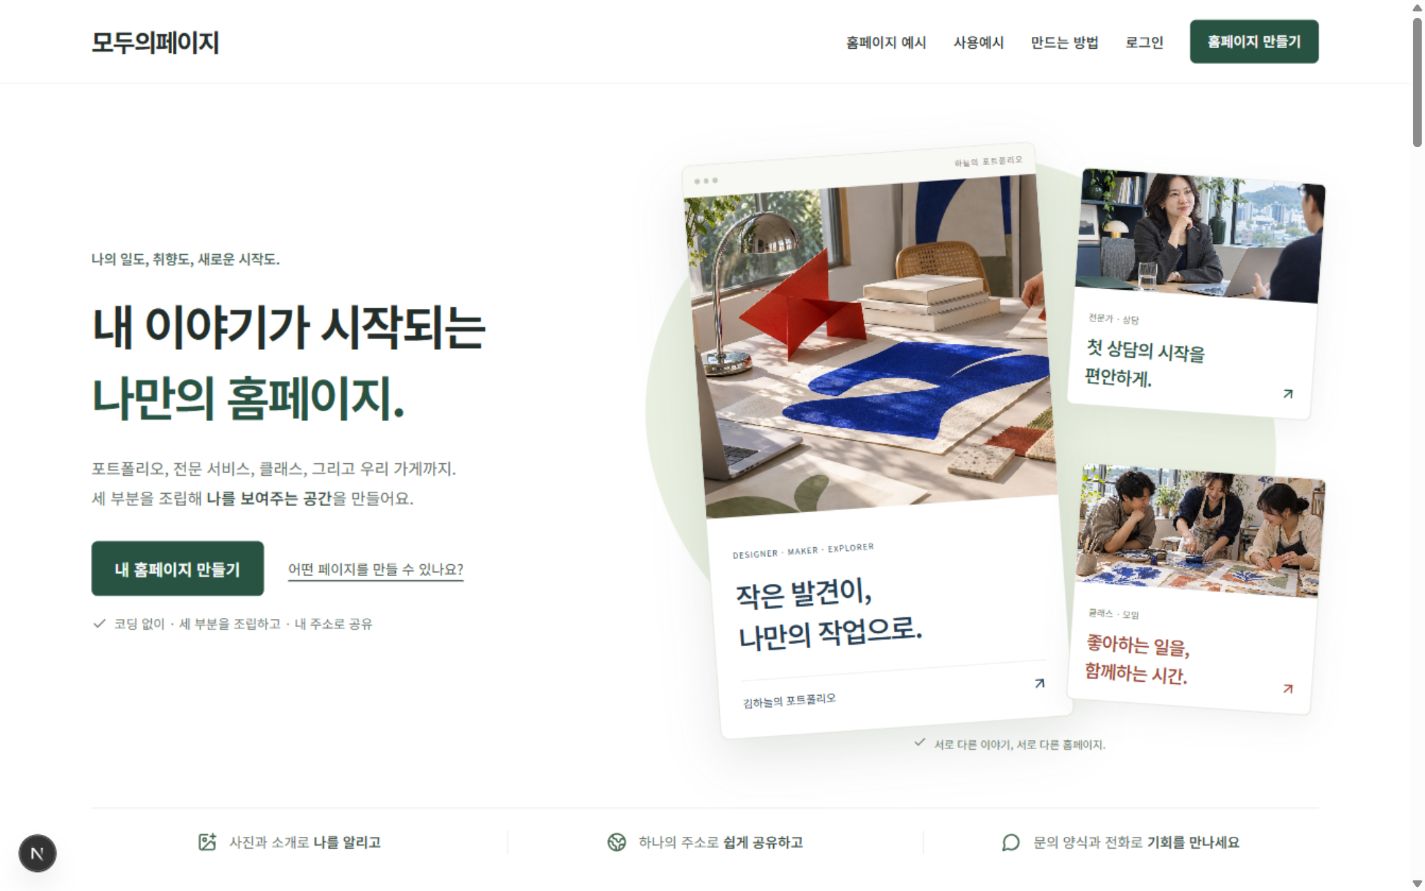 모두의페이지
홈페이지 예시
사용예시
만드는 방법
로그인
홈페이지 만들기
나의 일도, 취향도, 새로운 시작도.
내 이야기가 시작되는
나만의 홈페이지.
포트폴리오, 전문 서비스, 클래스, 그리고 우리 가게까지.
세 부분을 조립해 나를 보여주는 공간을 만들어요.
내 홈페이지 만들기
어떤 페이지를 만들 수 있나요?
코딩 없이 · 세 부분을 조립하고 · 내 주소로 공유
하늘의 포트폴리오
DESIGNER · MAKER · EXPLORER
작은 발견이,
나만의 작업으로.
김하늘의 포트폴리오
전문가 · 상담
첫 상담의 시작을
편안하게.
클래스 · 모임
좋아하는 일을,
함께하는 시간.
서로 다른 이야기, 서로 다른 홈페이지.
사진과 소개로 나를 알리고
하나의 주소로 쉽게 공유하고
문의 양식과 전화로 기회를 만나세요
N